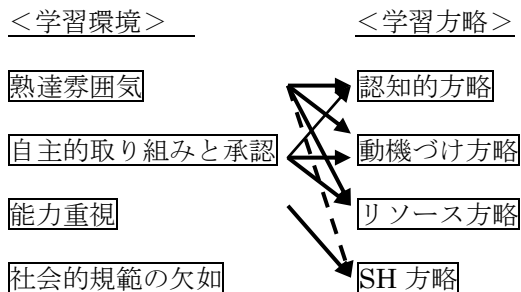 ＜学習環境＞ ＜学習方略＞
熟達雰囲気 認知的方略
自主的取り組みと承認 動機づけ方略
能力重視 リソース方略
社会的規範の欠如 SH 方略